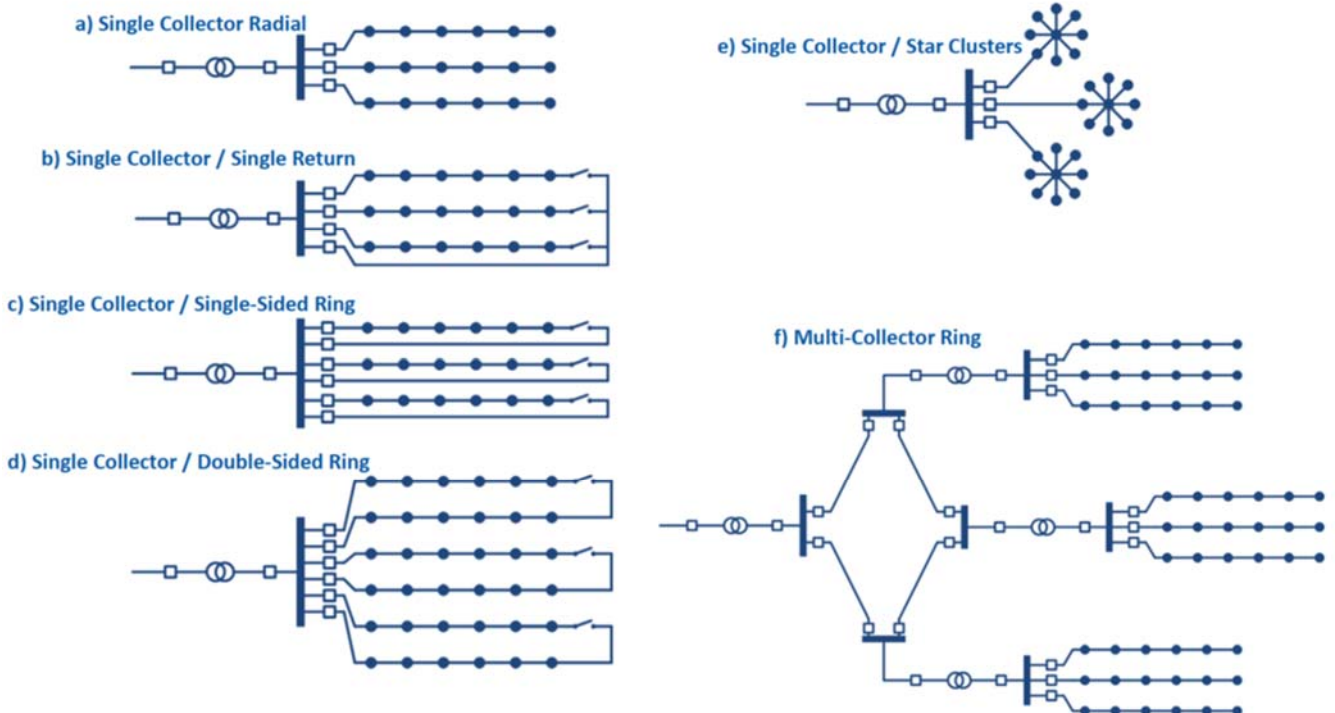 a) Single Collector Radial
b) Single Collector / Single Return
c) Single Collector / Single-Sided Ring
d) Single Collector / Double-Sided Ring
e) Single Collector / Star Clusters
f) Multi-Collector Ring